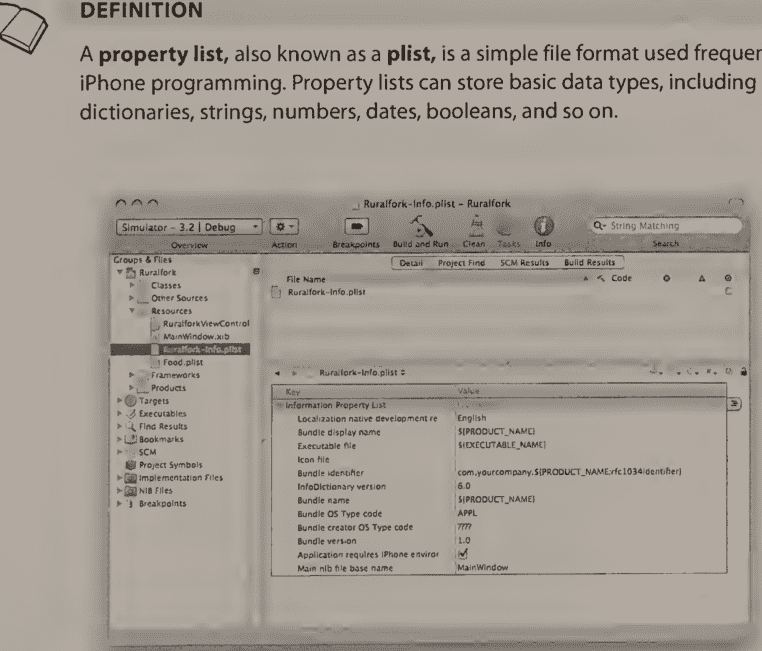 DEFINITION
A property list, also known as a plist, is a simple file format used
iPhone programming. Property lists can store basic data types, including
dictionaries, strings, numbers, dates, booleans, and so on.
Ruralfork-Info.plist – Ruralfork
Simulator – 3.2 | Debug
String Matching
Overview Action Breakpoints Build and Run Clean Tasks Info Search
Groups & Files
Detail Project Find SCM Results Build Results
Ruralfork
File Name
Code
Classes
Ruralfork-Info.plist
Other Sources
Resources
RuralforkViewControl
MainWindow.xib
Ruralfork-Info.plist
Food.plist
Frameworks
Products
Targets
Executables
Find Results
Bookmarks
SCM
Project Symbols
Implementation Files
NIB Files
Breakpoints
Ruralfork-Info.plist
Key Value
Information Property List
Localization native development re English
Bundle display name ${PRODUCT_NAME}
Executable file ${EXECUTABLE_NAME}
Icon file
Bundle identifier com.yourcompany.${PRODUCT_NAME:rfc1034identifier}
InfoDictionary version 6.0
Bundle name ${PRODUCT_NAME}
Bundle OS Type code APPL
Bundle creator OS Type code ????
Bundle version 1.0
Application requires iPhone enviror
Main nib file base name MainWindow